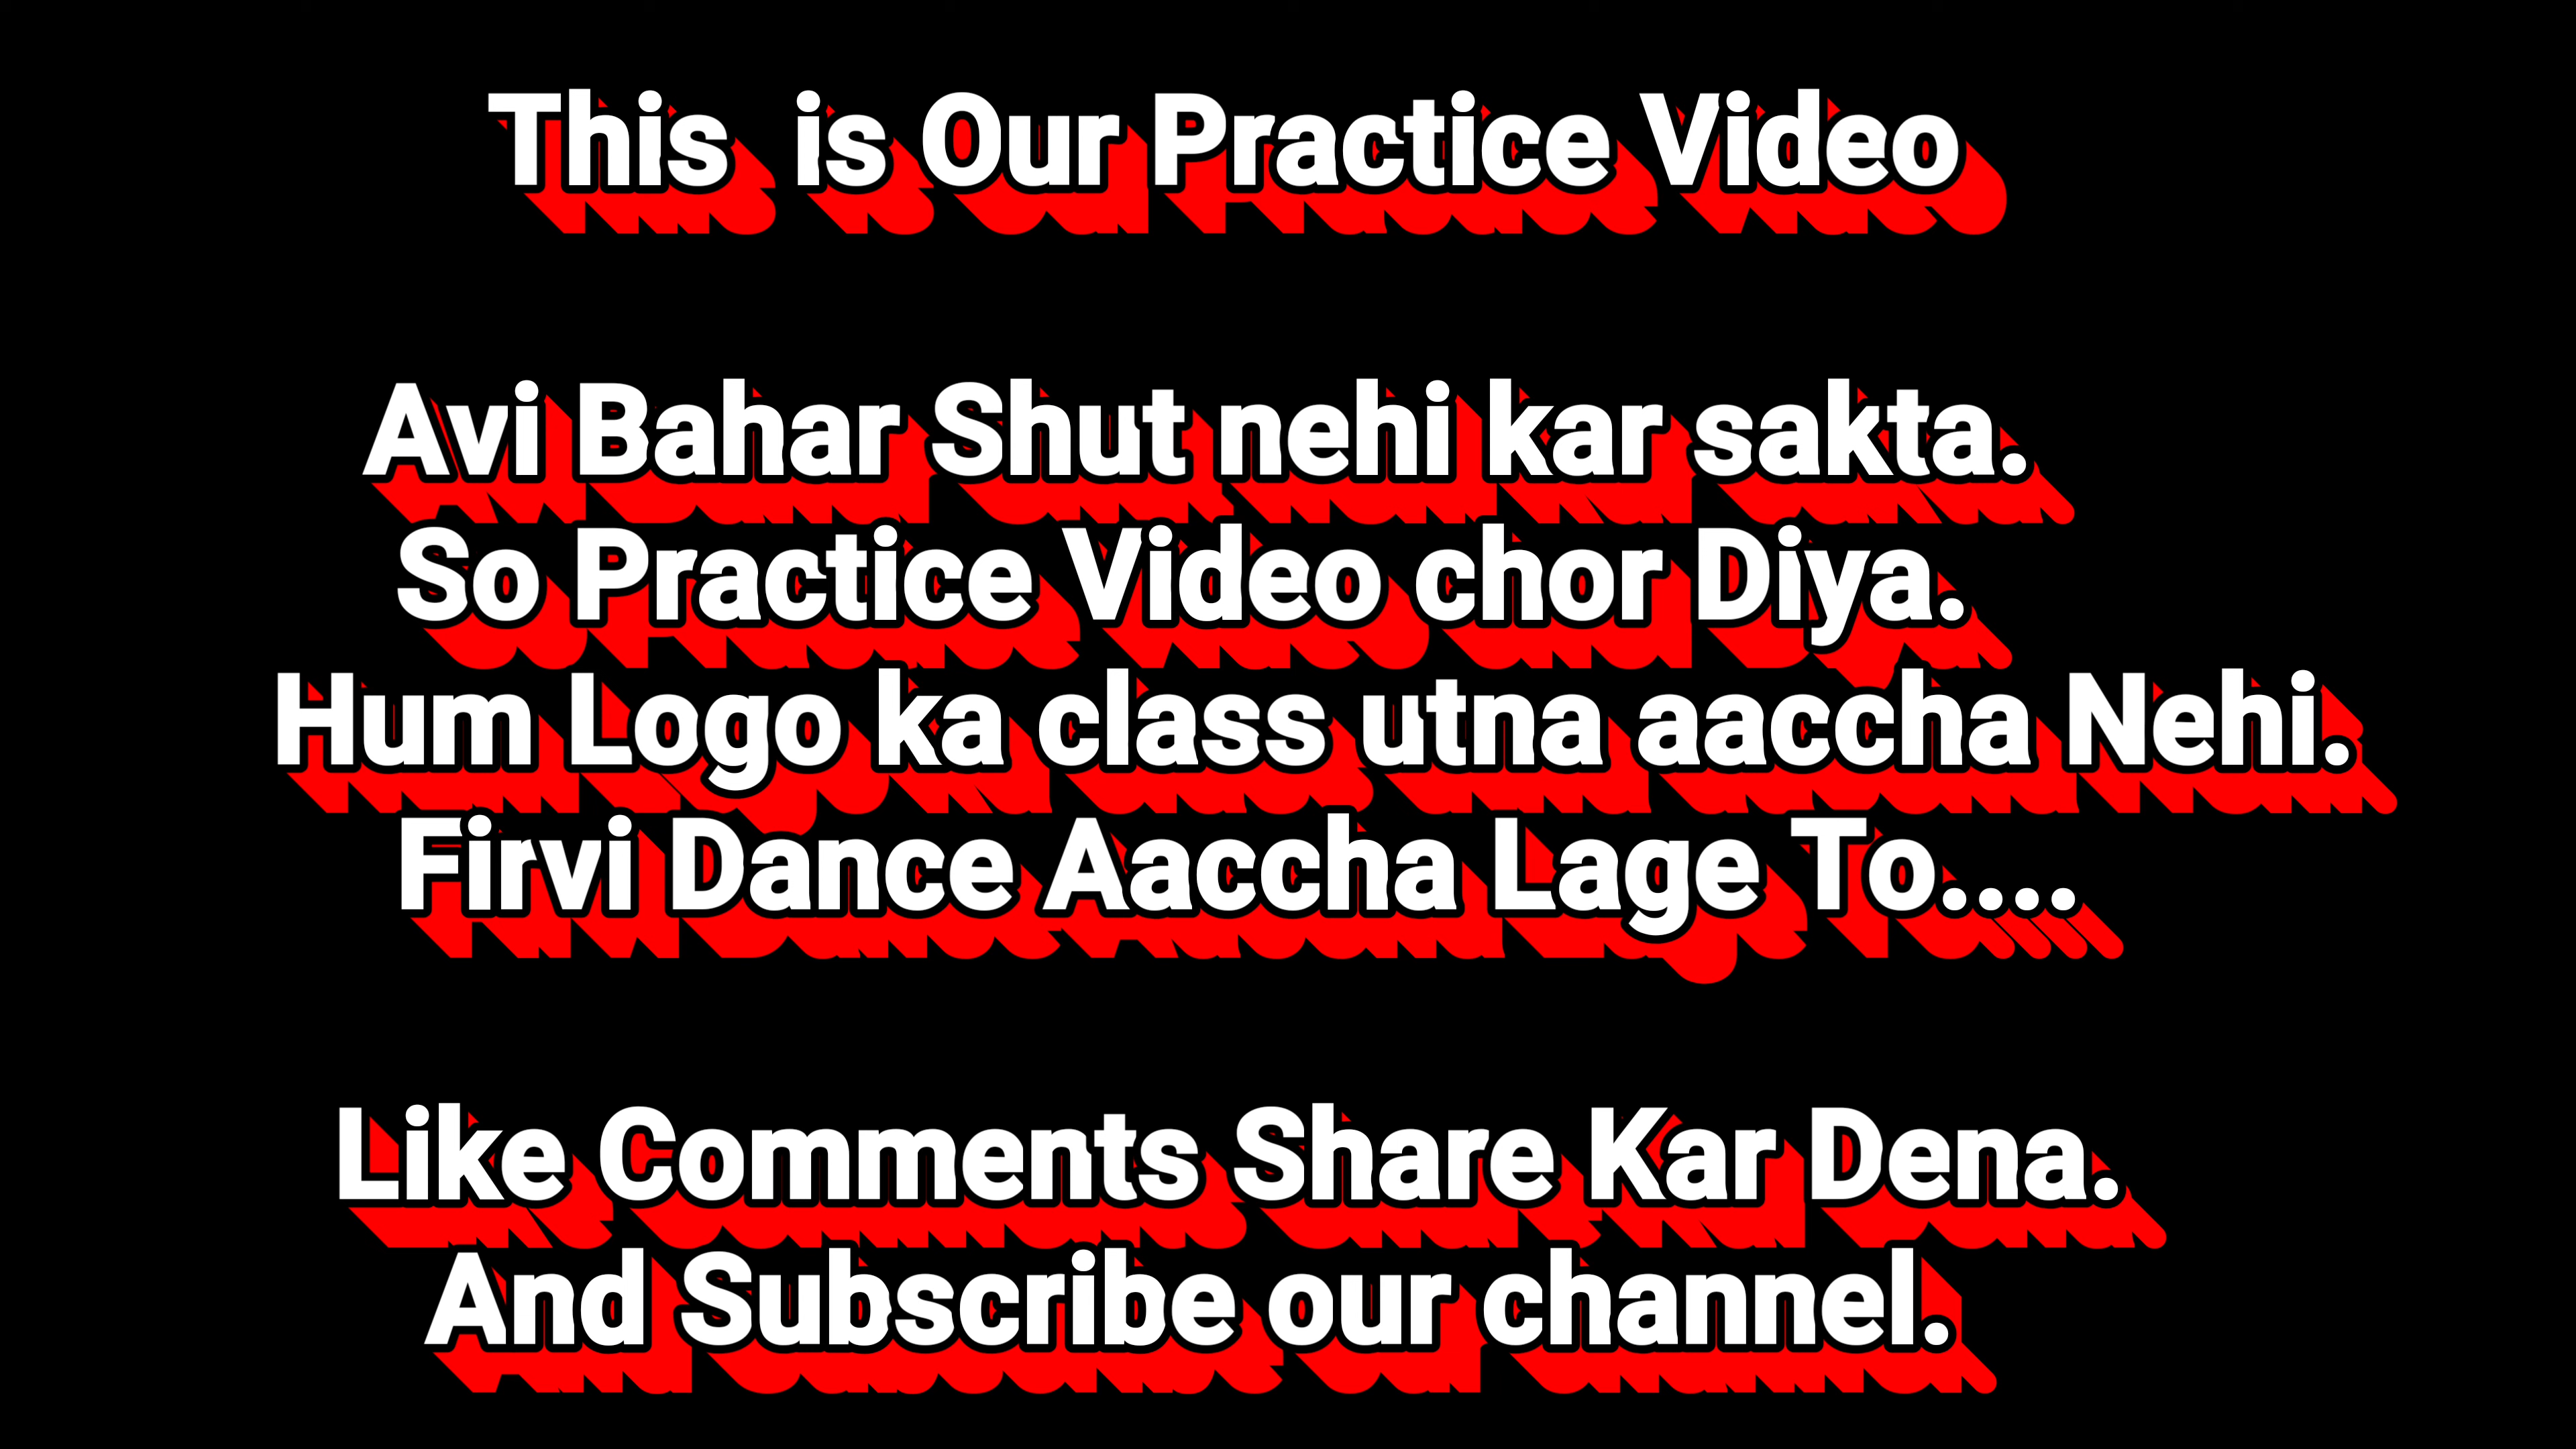 This is Our Practice Video
Avi Bahar Shut nehi kar sakta.
So Practice Video chor Diya.
Hum Logo ka class utna aaccha Nehi.
Firvi Dance Aaccha Lage To....
Like Comments Share Kar Dena.
And Subscribe our channel.